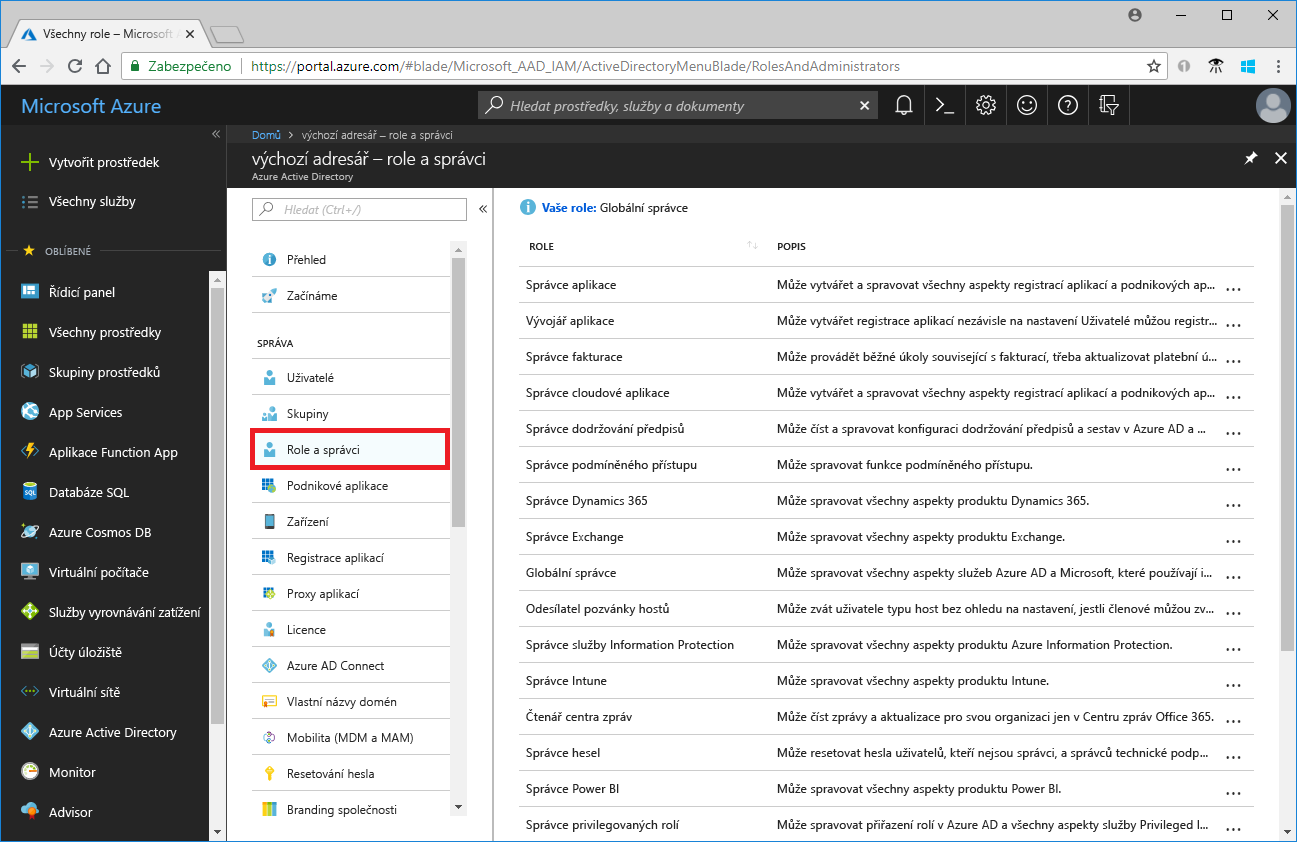 Všechny role – Microsoft
Zabezpečeno
https://portal.azure.com/#blade/Microsoft_AAD_IAM/ActiveDirectoryMenuBlade/RolesAndAdministrators
Microsoft Azure
Hledat prostředky, služby a dokumenty
Vytvořit prostředek
Všechny služby
OBLÍBENÉ
Řídicí panel
Všechny prostředky
Skupiny prostředků
App Services
Aplikace Function App
Databáze SQL
Azure Cosmos DB
Virtuální počítače
Služby vyrovnávání zatížení
Účty úložiště
Virtuální sítě
Azure Active Directory
Monitor
Advisor
Domů > výchozí adresář – role a správci
výchozí adresář – role a správci
Azure Active Directory
Hledat (Ctrl+/)
Přehled
Začínáme
SPRÁVA
Uživatelé
Skupiny
Role a správci
Podnikové aplikace
Zařízení
Registrace aplikací
Proxy aplikací
Licence
Azure AD Connect
Vlastní názvy domén
Mobilita (MDM a MAM)
Resetování hesla
Branding společnosti
Vaše role: Globální správce
ROLE POPIS
Správce aplikace Může vytvářet a spravovat všechny aspekty registrací aplikací a podnikových ap...
Vývojář aplikace Může vytvářet registrace aplikací nezávisle na nastavení Uživatelé můžou registr...
Správce fakturace Může provádět běžné úkoly související s fakturací, třeba aktualizovat platební ú...
Správce cloudové aplikace Může vytvářet a spravovat všechny aspekty registrací aplikací a podnikových ap...
Správce dodržování předpisů Může číst a spravovat konfiguraci dodržování předpisů a sestav v Azure AD a ...
Správce podmíněného přístupu Může spravovat funkce podmíněného přístupu.
Správce Dynamics 365 Může spravovat všechny aspekty produktu Dynamics 365.
Správce Exchange Může spravovat všechny aspekty produktu Exchange.
Globální správce Může spravovat všechny aspekty služeb Azure AD a Microsoft, které používají i...
Odesílatel pozvánky hostů Může zvát uživatele typu host bez ohledu na nastavení, jestli členové můžou zv...
Správce služby Information Protection Může spravovat všechny aspekty produktu Azure Information Protection.
Správce Intune Může spravovat všechny aspekty produktu Intune.
Čtenář centra zpráv Může číst zprávy a aktualizace pro svou organizaci jen v Centru zpráv Office 365.
Správce hesel Může resetovat hesla uživatelů, kteří nejsou správci, a správců technické podp...
Správce Power BI Může spravovat všechny aspekty produktu Power BI.
Správce privilegovaných rolí Může spravovat přiřazení rolí v Azure AD a všechny aspekty služby Privileged I...